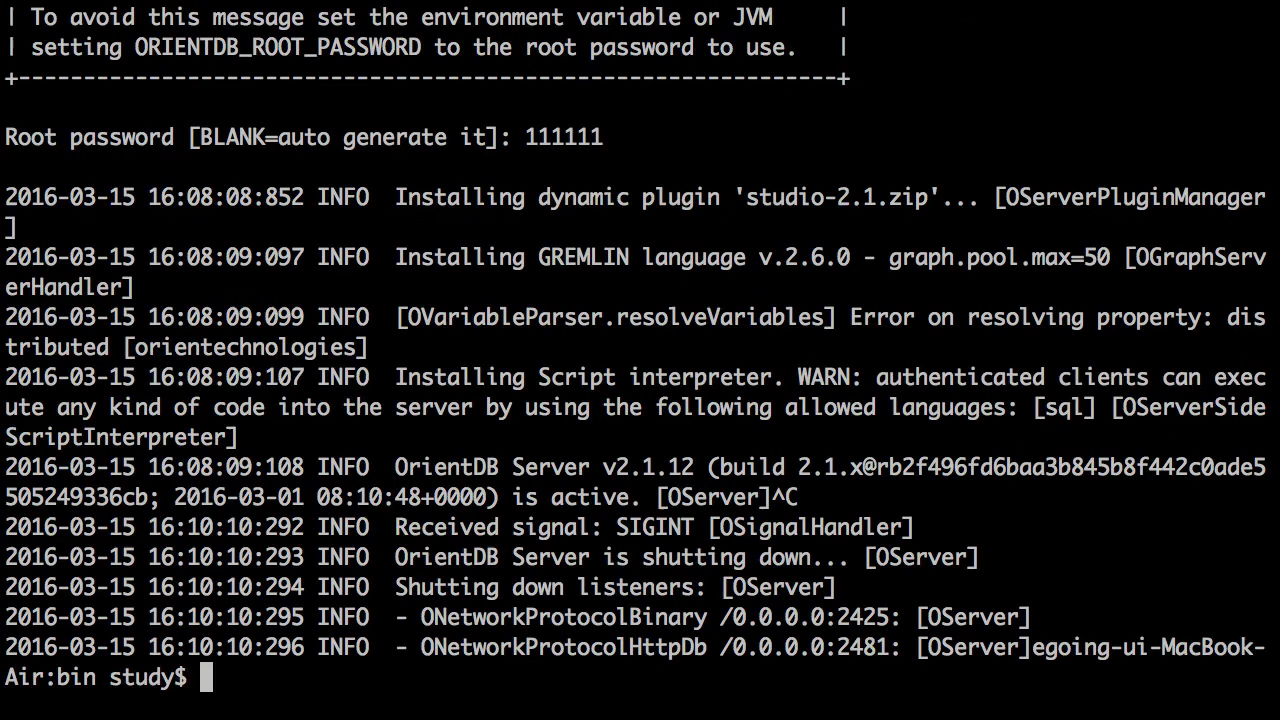 | To avoid this message set the environment variable or JVM     |
| setting ORIENTDB_ROOT_PASSWORD to the root password to use.   |
+---------------------------------------------------------------+
Root password [BLANK=auto generate it]: 111111
2016-03-15 16:08:08:852 INFO  Installing dynamic plugin 'studio-2.1.zip'... [OServerPluginManager
]
2016-03-15 16:08:09:097 INFO  Installing GREMLIN language v.2.6.0 - graph.pool.max=50 [OGraphServ
erHandler]
2016-03-15 16:08:09:099 INFO  [OVariableParser.resolveVariables] Error on resolving property: dis
tributed [orientechnologies]
2016-03-15 16:08:09:107 INFO  Installing Script interpreter. WARN: authenticated clients can exec
ute any kind of code into the server by using the following allowed languages: [sql] [OServerSide
ScriptInterpreter]
2016-03-15 16:08:09:108 INFO  OrientDB Server v2.1.12 (build 2.1.x@rb2f496fd6baa3b845b8f442c0ade5
505249336cb; 2016-03-01 08:10:48+0000) is active. [OServer]^C
2016-03-15 16:10:10:292 INFO  Received signal: SIGINT [OSignalHandler]
2016-03-15 16:10:10:293 INFO  OrientDB Server is shutting down... [OServer]
2016-03-15 16:10:10:294 INFO  Shutting down listeners: [OServer]
2016-03-15 16:10:10:295 INFO  - ONetworkProtocolBinary /0.0.0.0:2425: [OServer]
2016-03-15 16:10:10:296 INFO  - ONetworkProtocolHttpDb /0.0.0.0:2481: [OServer]egoing-ui-MacBook-
Air:bin study$